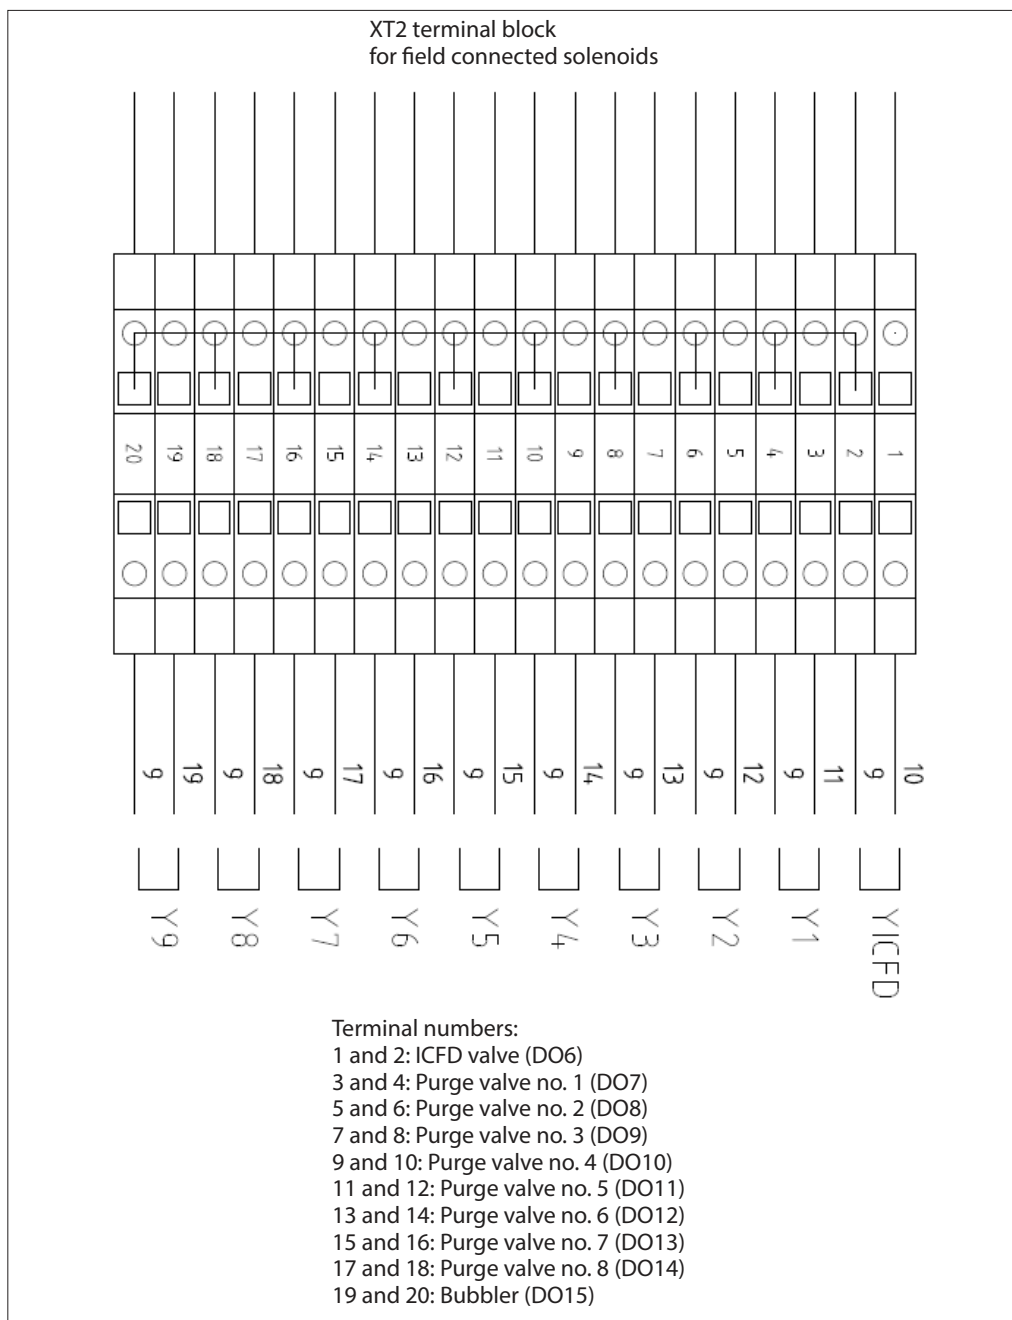 XT2 terminal block
for field connected solenoids
20 19 18 17 16 15 14 13 12 11 10 9 8 7 6 5 4 3 2 1
9 19 9 18 9 17 9 16 9 15 9 14 9 13 9 12 9 11 9 10
Y9 Y8 Y7 Y6 Y5 Y4 Y3 Y2 Y1 YICFD
Terminal numbers:
1 and 2: ICFD valve (DO6)
3 and 4: Purge valve no. 1 (DO7)
5 and 6: Purge valve no. 2 (DO8)
7 and 8: Purge valve no. 3 (DO9)
9 and 10: Purge valve no. 4 (DO10)
11 and 12: Purge valve no. 5 (DO11)
13 and 14: Purge valve no. 6 (DO12)
15 and 16: Purge valve no. 7 (DO13)
17 and 18: Purge valve no. 8 (DO14)
19 and 20: Bubbler (DO15)